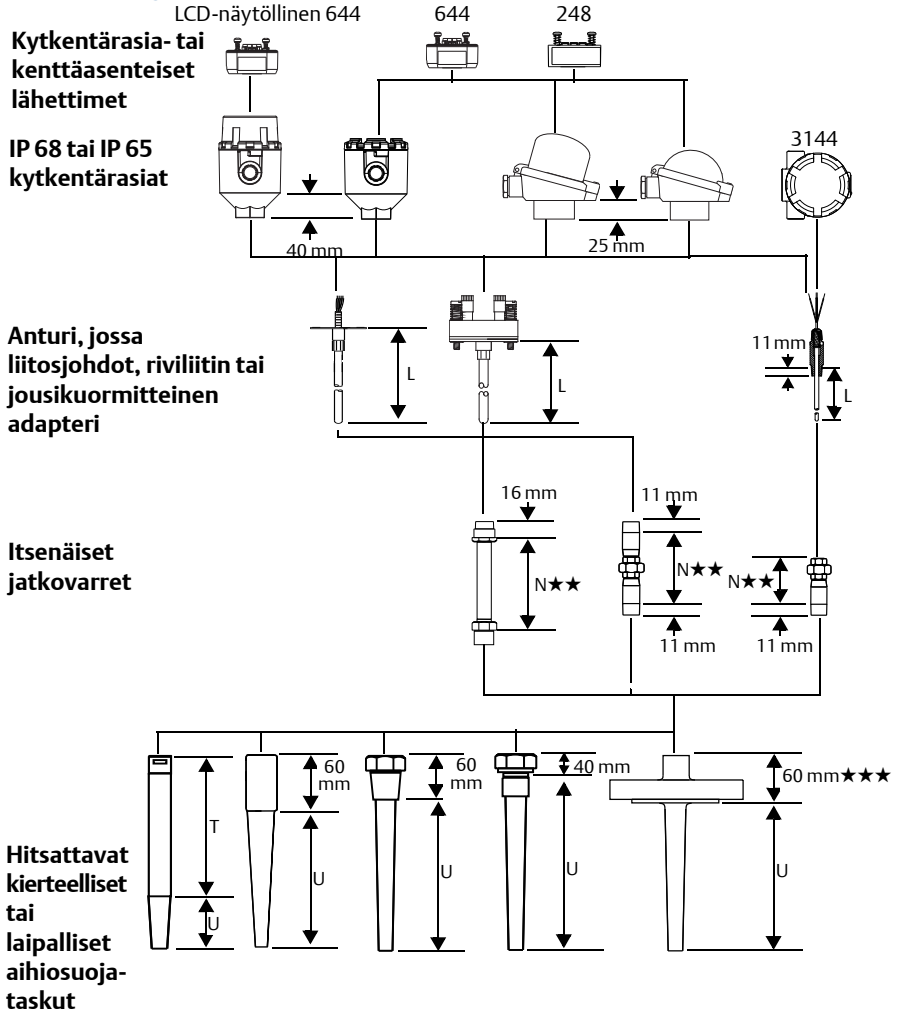 LCD-näytöllinen 644
644
248
Kytkentärasia- tai
kenttäasenteiset
lähettimet
IP 68 tai IP 65
kytkentärasiat
3144
40 mm
25 mm
Anturi, jossa
liitosjohdot, riviliitin tai
jousikuormitteinen
adapteri
L
L
11 mm
L
Itsenäiset
jatkovarret
16 mm
N★★
11 mm
N★★
11 mm
N★★
11 mm
Hitsattavat
kierteelliset
tai
laipalliset
aihiosuoja-
taskut
T
U
60
mm
U
60
mm
U
40 mm
U
60 mm★★★
U